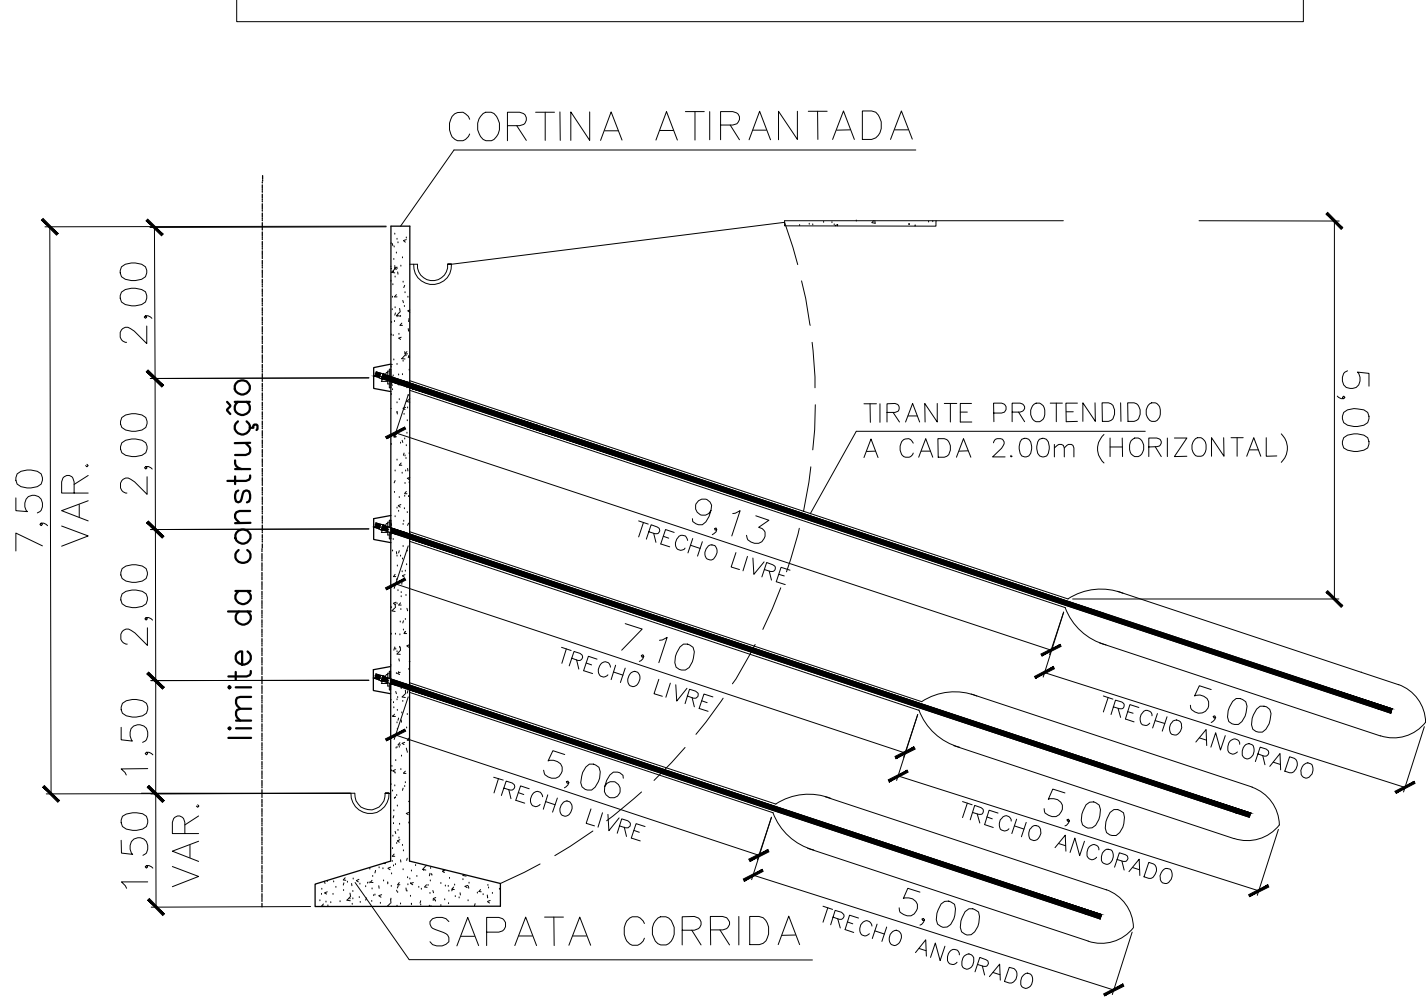 CORTINA ATIRANTADA
2,00
2,00
2,00
1,50
1,50
VAR.
7,50
VAR.
limite da construção
5,00
TIRANTE PROTENDIDO
A CADA 2.00m (HORIZONTAL)
9,13
TRECHO LIVRE
5,00
TRECHO ANCORADO
7,10
TRECHO LIVRE
5,00
TRECHO ANCORADO
5,06
TRECHO LIVRE
5,00
TRECHO ANCORADO
SAPATA CORRIDA